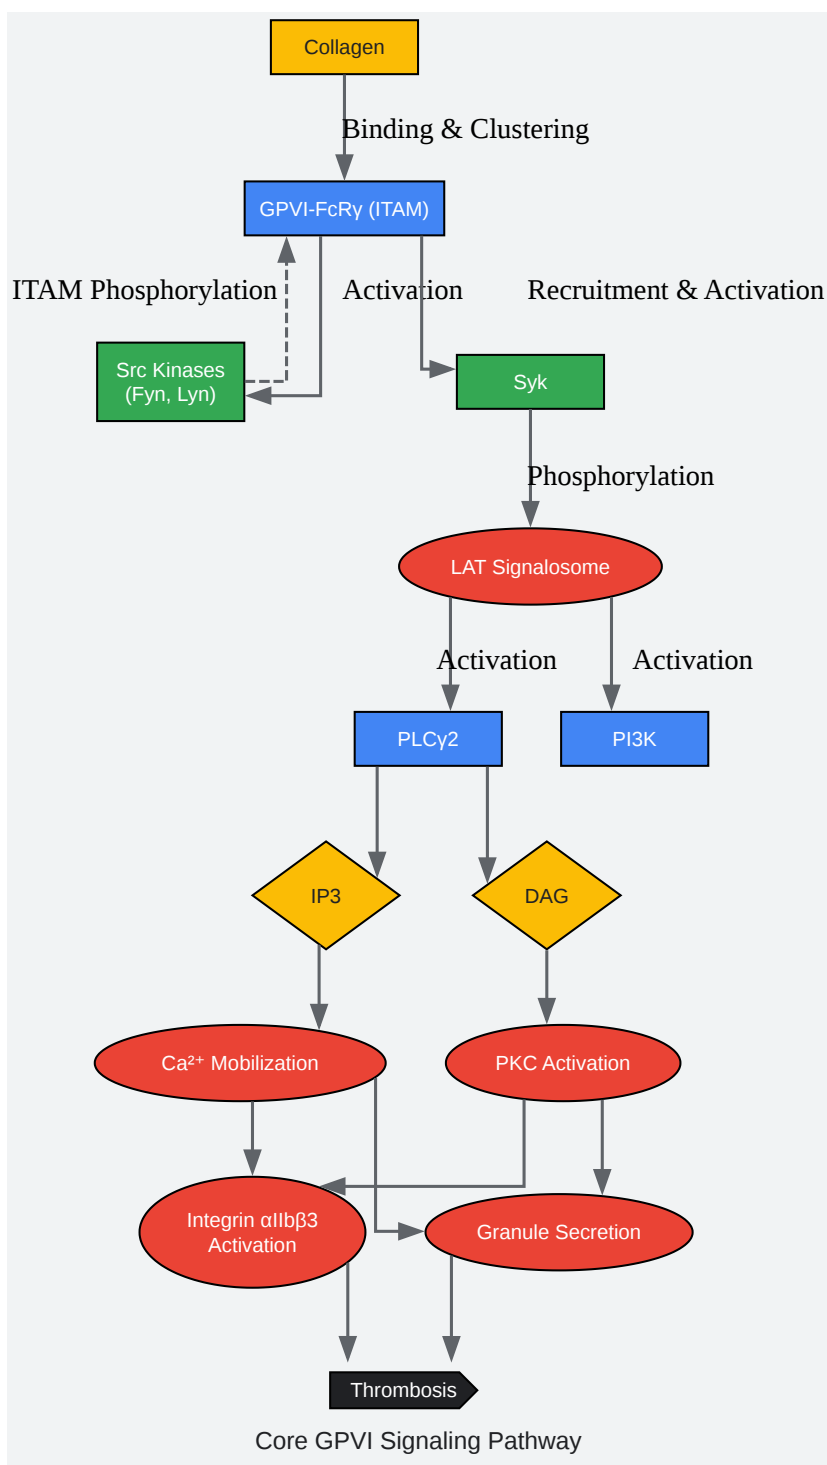 Collagen
Binding & Clustering
GPVI-FcRγ (ITAM)
ITAM Phosphorylation
Activation
Recruitment & Activation
Src Kinases
(Fyn, Lyn)
Syk
Phosphorylation
LAT Signalosome
Activation
Activation
PLCγ2
PI3K
IP3
DAG
Ca²⁺ Mobilization
PKC Activation
Integrin αIIbβ3
Activation
Granule Secretion
Thrombosis
Core GPVI Signaling Pathway